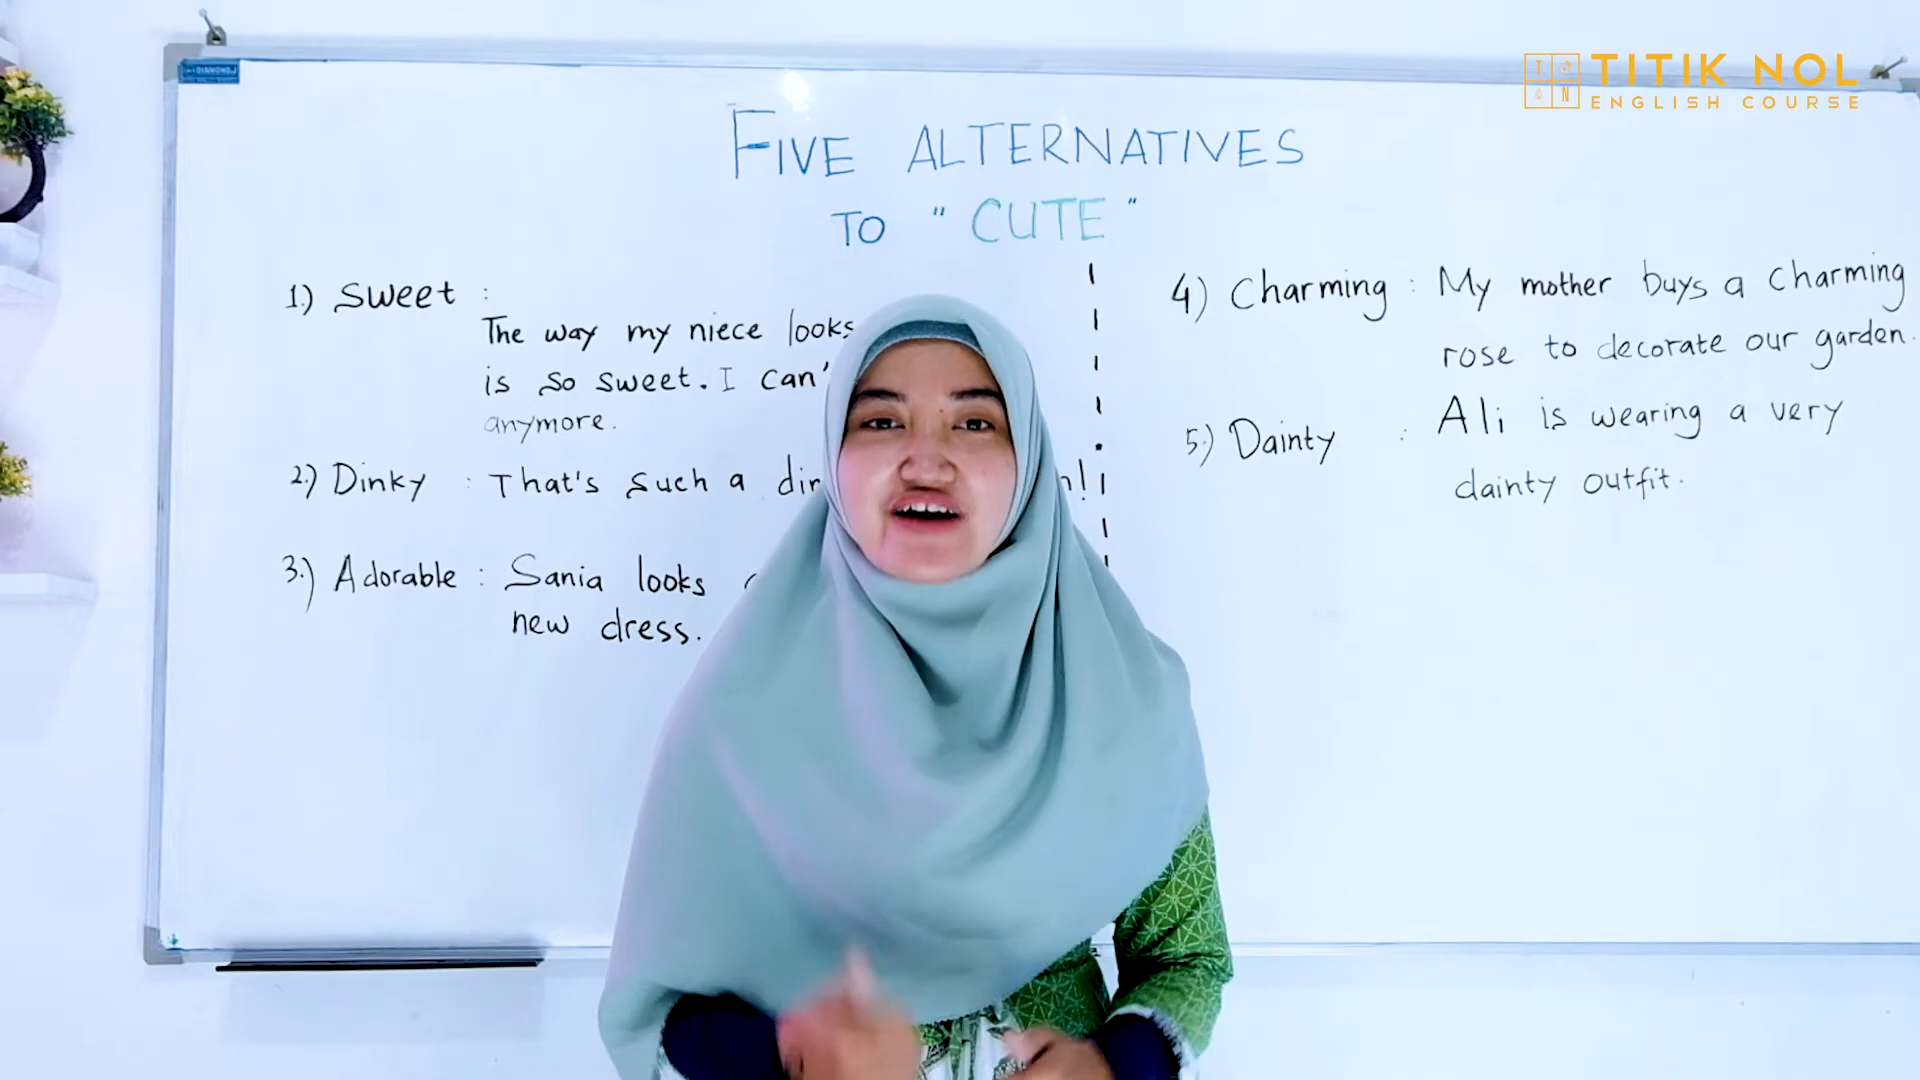 TITIK NOL
ENGLISH COURSE
FIVE ALTERNATIVES
TO "CUTE"
1.) Sweet :
The way my niece looks
is so sweet. I
anymore.
2.) Dinky : That's such a
3.) Adorable : Sania looks
new dress.
4) Charming : My mother buys a charming
rose to decorate our garden.
5.) Dainty : Ali is wearing a very
dainty outfit.